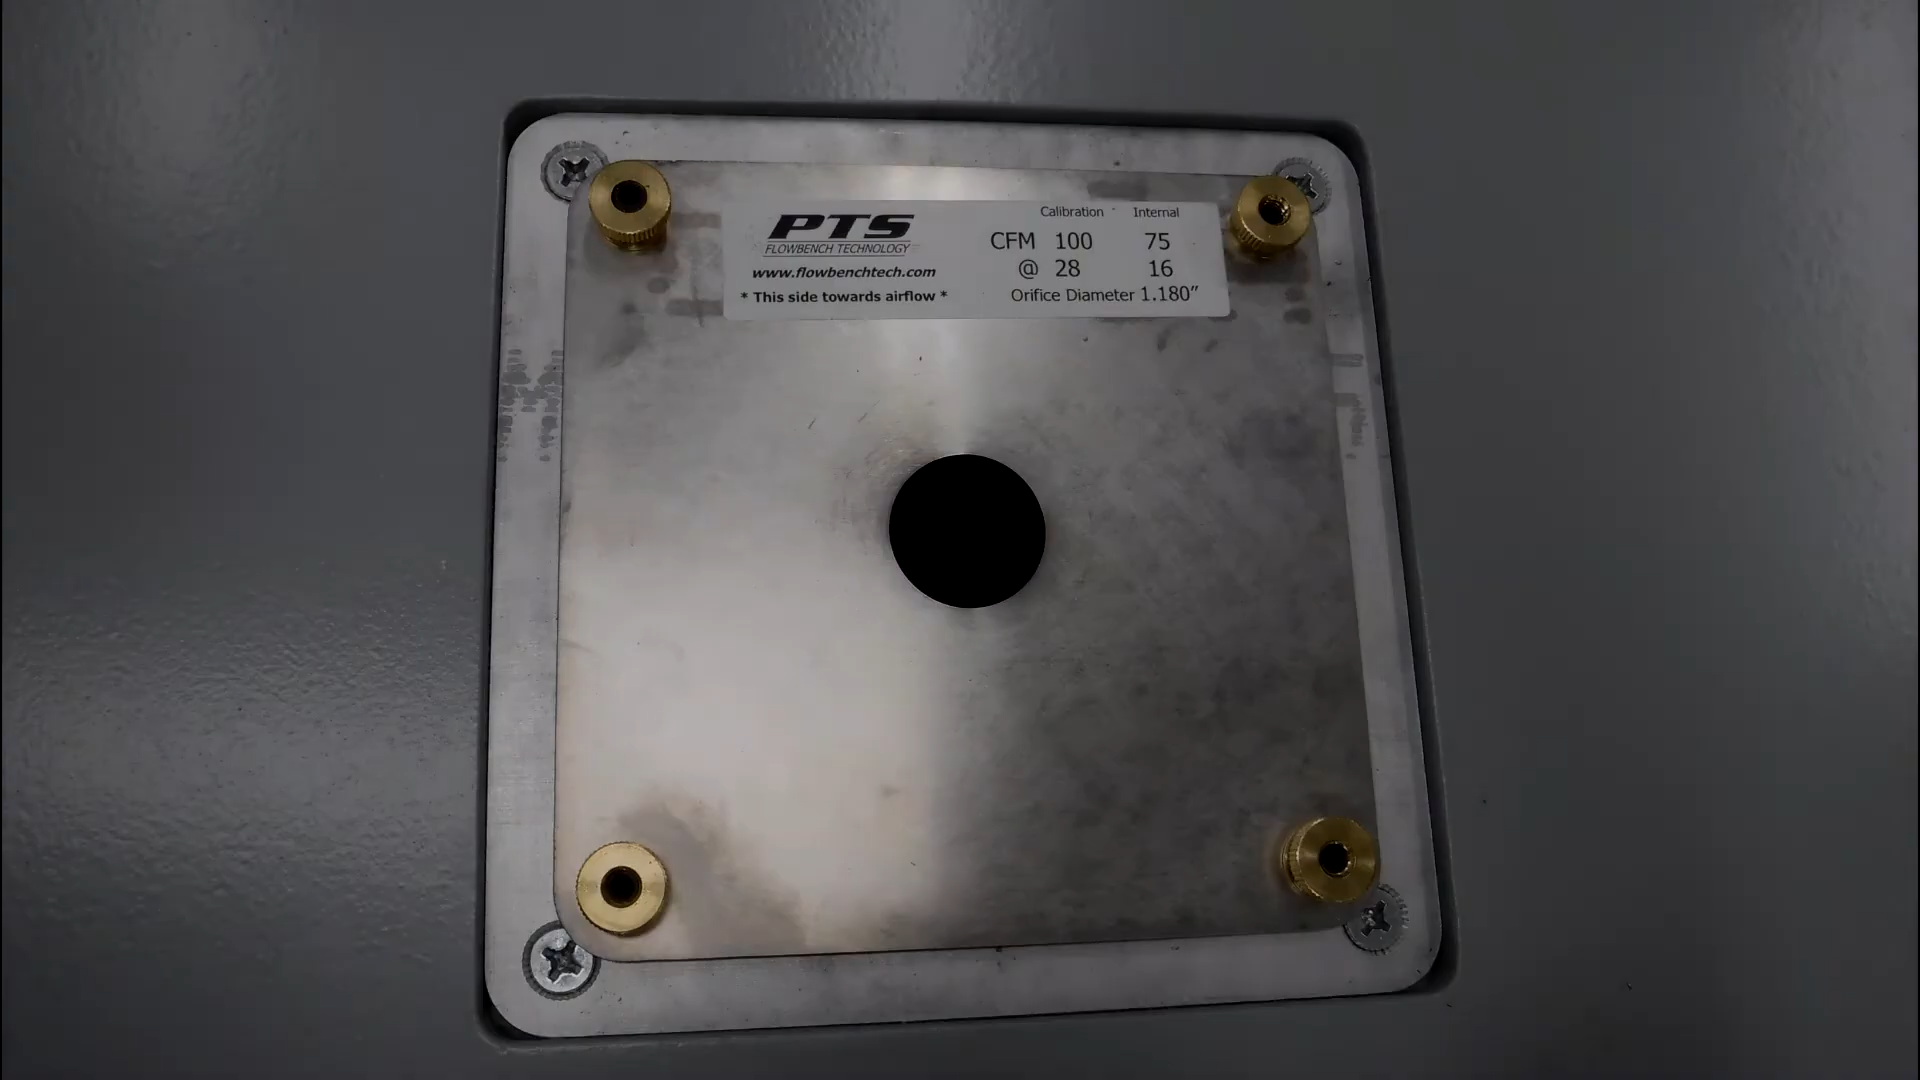 PTS
FLOWBENCH TECHNOLOGY
www.flowbenchtech.com
* This side towards airflow *
Calibration Internal
CFM 100 75
@ 28 16
Orifice Diameter 1.180"